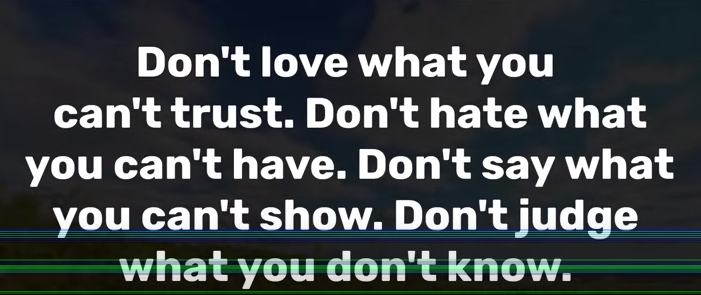 Don't love what you
can't trust. Don't hate what
you can't have. Don't say what
you can't show. Don't judge
what you don't know.